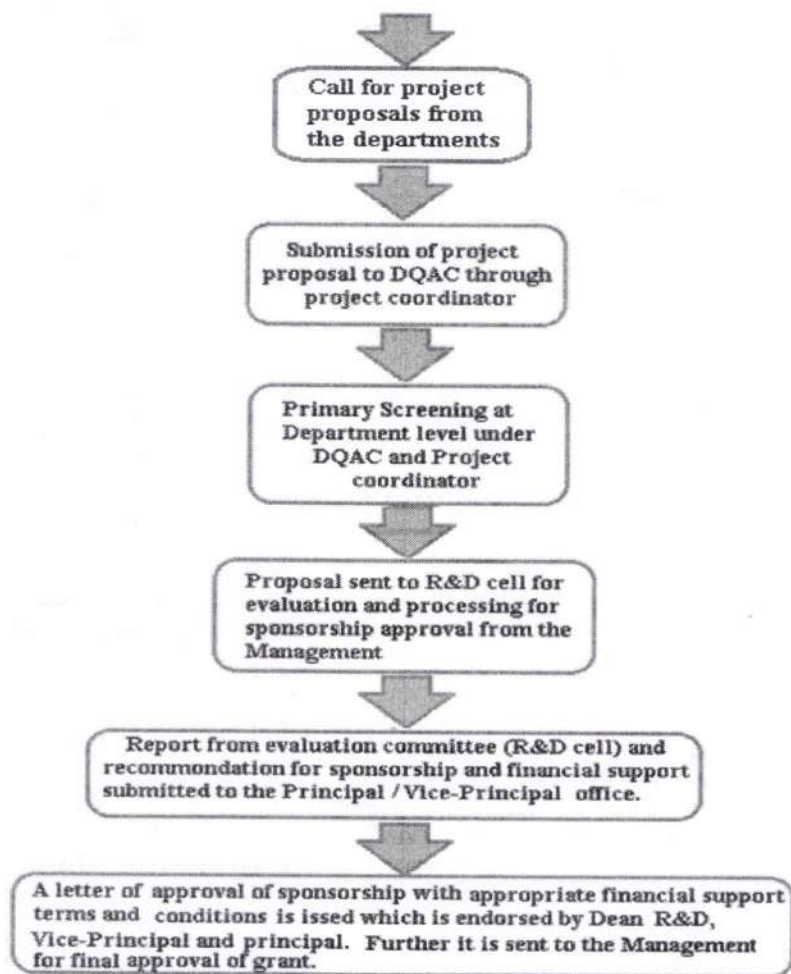 Call for project
proposals from
the departments
Submission of project
proposal to DQAC through
project coordinator
Primary Screening at
Department level under
DQAC and Project
coordinator
Proposal sent to R&D cell for
evaluation and processing for
sponsorship approval from the
Management
Report from evaluation committee (R&D cell) and
recommondation for sponsorship and financial support
submitted to the Principal / Vice-Principal office.
A letter of approval of sponsorship with appropriate financial support
terms and conditions is issed which is endorsed by Dean R&D,
Vice-Principal and principal. Further it is sent to the Management
for final approval of grant.